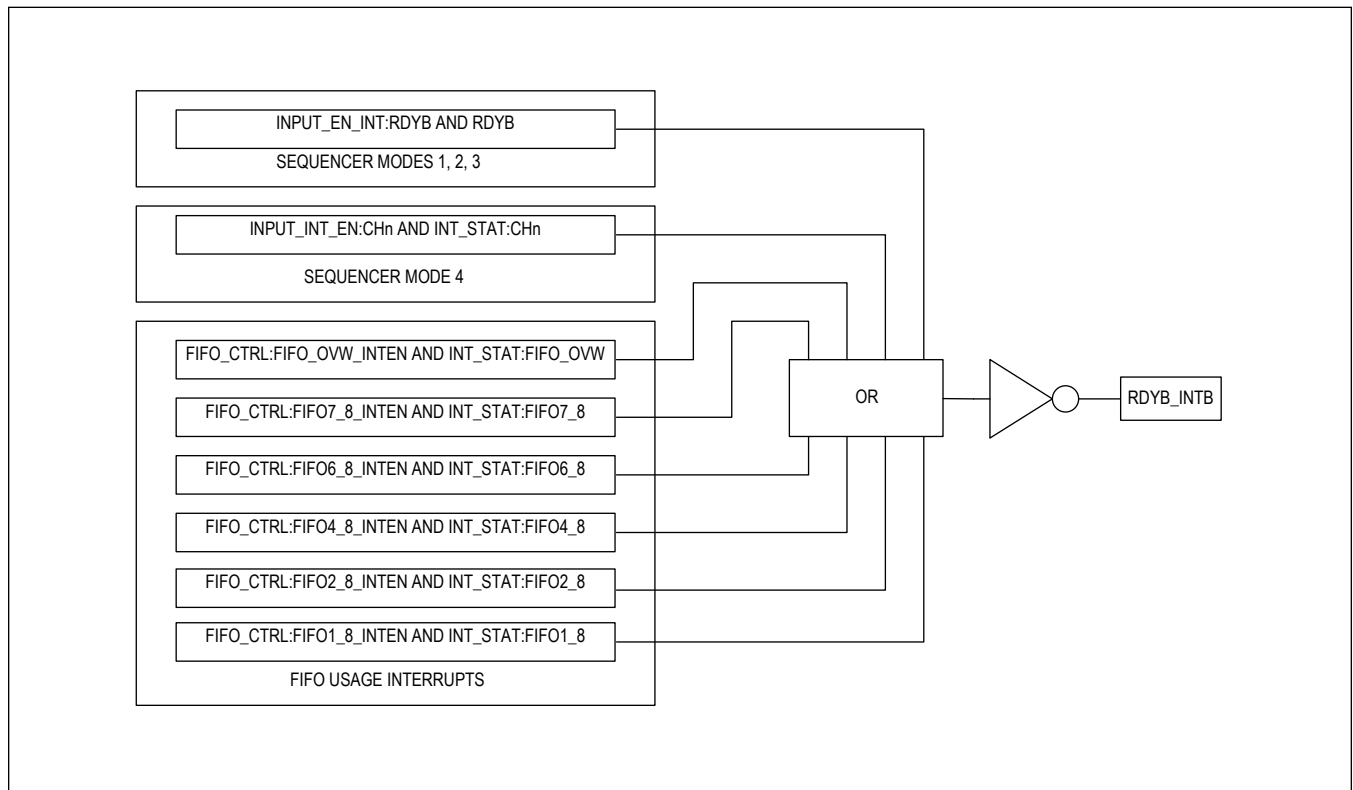 INPUT_EN_INT:RDYB AND RDYB
SEQUENCER MODES 1, 2, 3
INPUT_INT_EN:CHn AND INT_STAT:CHn
SEQUENCER MODE 4
FIFO_CTRL:FIFO_OVW_INTEN AND INT_STAT:FIFO_OVW
FIFO_CTRL:FIFO7_8_INTEN AND INT_STAT:FIFO7_8
FIFO_CTRL:FIFO6_8_INTEN AND INT_STAT:FIFO6_8
FIFO_CTRL:FIFO4_8_INTEN AND INT_STAT:FIFO4_8
FIFO_CTRL:FIFO2_8_INTEN AND INT_STAT:FIFO2_8
FIFO_CTRL:FIFO1_8_INTEN AND INT_STAT:FIFO1_8
FIFO USAGE INTERRUPTS
OR
RDYB_INTB